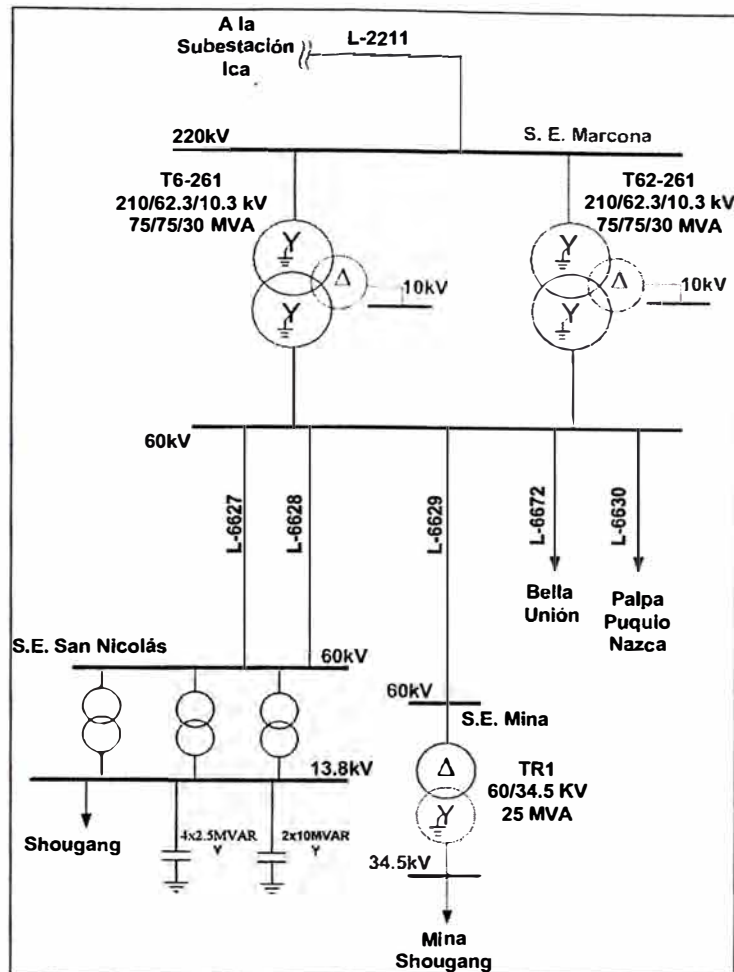 A la
Subestación
Ica
L-2211
220kV
S. E. Marcona
T6-261
210/62.3/10.3 kV
75/75/30 MVA
T62-261
210/62.3/10.3 kV
75/75/30 MVA
Y
Δ
Y
10kV
Y
Δ
Y
10kV
60kV
L-6627
L-6628
L-6629
L-6672
L-6630
Bella
Unión
Palpa
Puquio
Nazca
S.E. San Nicolás
60kV
60kV
S.E. Mina
13.8kV
Δ
Y
TR1
60/34.5 KV
25 MVA
Shougang
4x2.5MVAR
Y
2x10MVAR
Y
34.5kV
Mina
Shougang